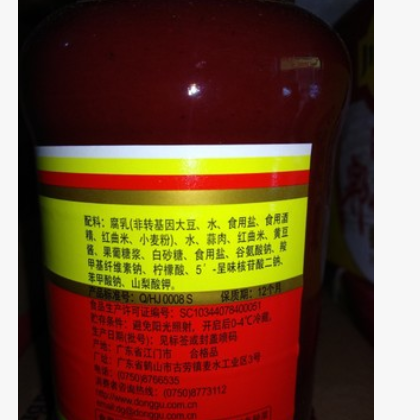 配料：腐乳(非转基因大豆、水、食用盐、食用酒
精、红曲米、小麦粉)、水、蒜肉、红曲米、黄豆
酱、果葡糖浆、白砂糖、食用盐、谷氨酸钠、羧
甲基纤维素钠、柠檬酸、5′-呈味核苷酸二钠、
苯甲酸钠、山梨酸钾。
产品标准号：Q/HJ 0008 S 保质期：12个月
食品生产许可证编号：SC10344078400051
贮存条件：避免阳光照射，开启后0-4℃冷藏。
生产日期(批号)：见标签或封盖喷码
产地：广东省江门市 合格品
厂址：广东省鹤山市古劳镇麦水工业区3号
电话：(0750)8766535
消费者咨询热线：(0750)8773112
http://www.donggu.com.cn